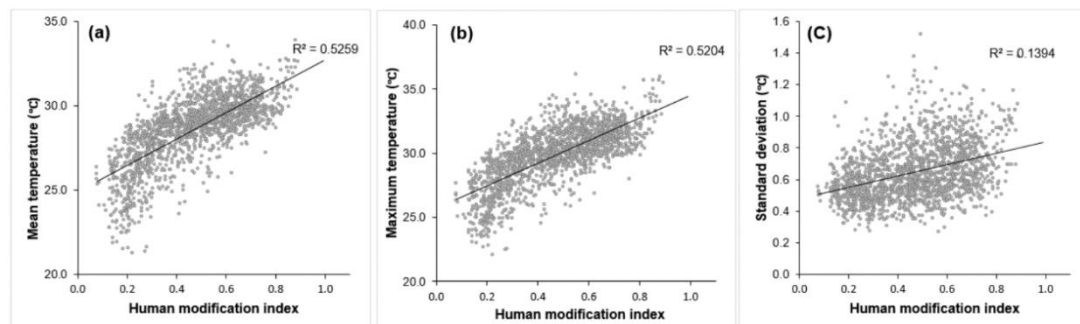 (a)
R² = 0.5259
Mean temperature (°C)
35.0
30.0
25.0
20.0
0.0 0.2 0.4 0.6 0.8 1.0
Human modification index
(b)
R² = 0.5204
Maximum temperature (°C)
40.0
35.0
30.0
25.0
20.0
0.0 0.2 0.4 0.6 0.8 1.0
Human modification index
(C)
R² = 0.1394
Standard deviation (°C)
1.6
1.4
1.2
1.0
0.8
0.6
0.4
0.2
0.0
0.0 0.2 0.4 0.6 0.8 1.0
Human modification index